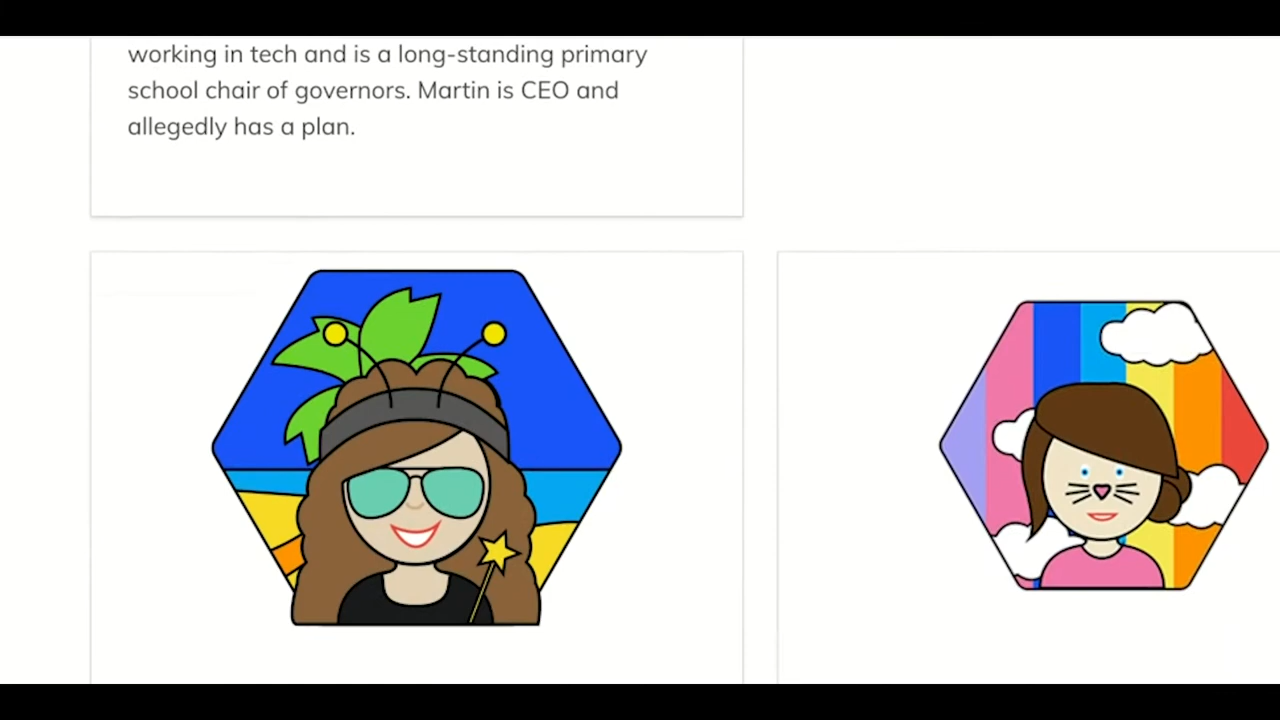 working in tech and is a long-standing primary
school chair of governors. Martin is CEO and
allegedly has a plan.